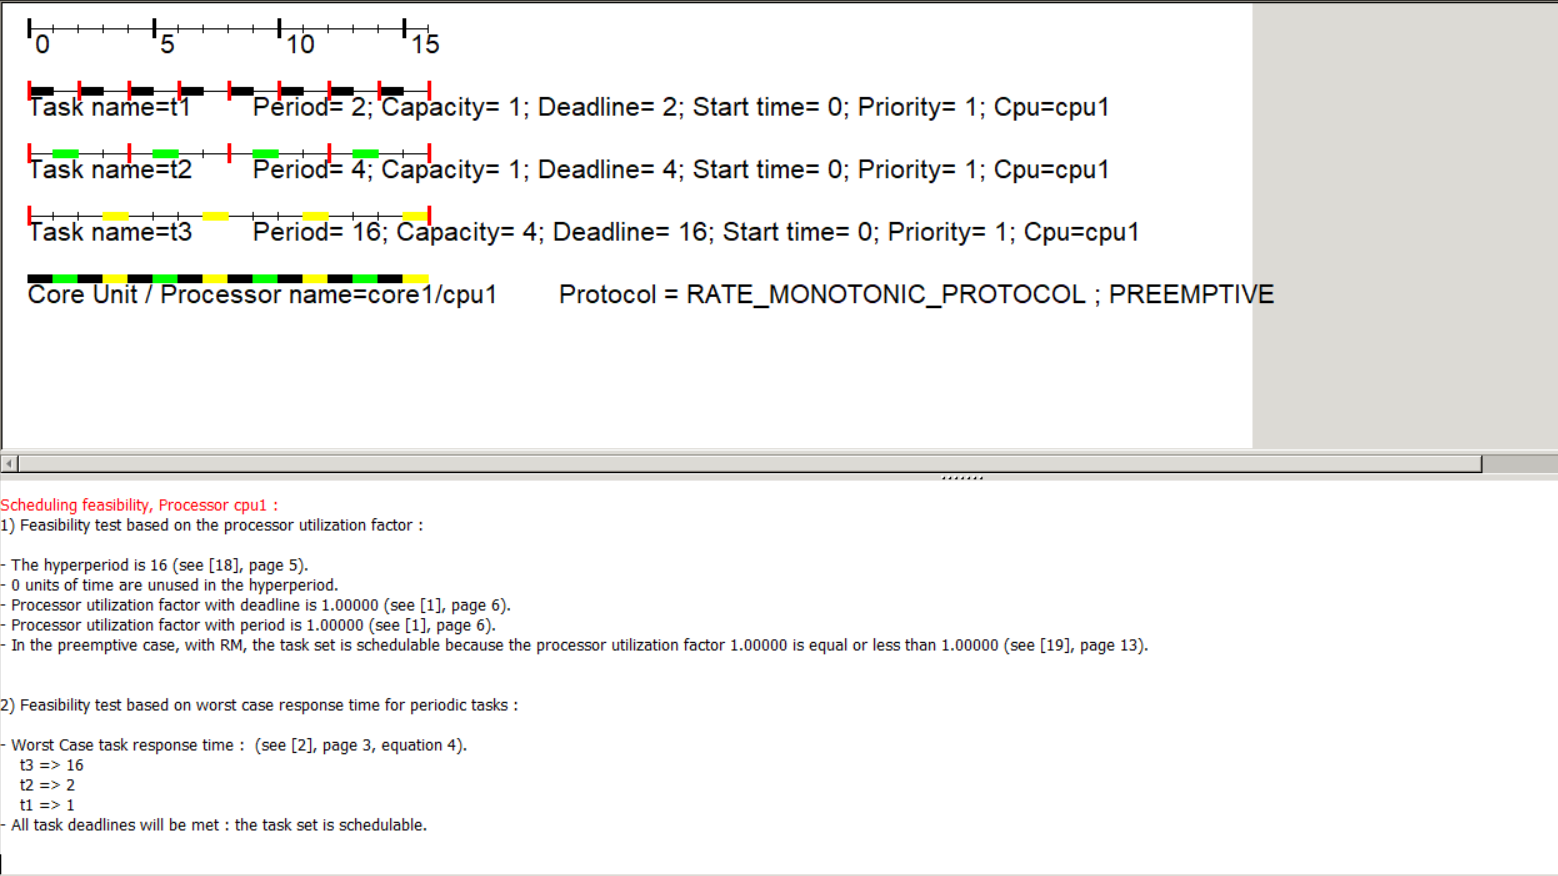 0 5 10 15
Task name=t1 Period= 2; Capacity= 1; Deadline= 2; Start time= 0; Priority= 1; Cpu=cpu1
Task name=t2 Period= 4; Capacity= 1; Deadline= 4; Start time= 0; Priority= 1; Cpu=cpu1
Task name=t3 Period= 16; Capacity= 4; Deadline= 16; Start time= 0; Priority= 1; Cpu=cpu1
Core Unit / Processor name=core1/cpu1 Protocol = RATE_MONOTONIC_PROTOCOL ; PREEMPTIVE
Scheduling feasibility, Processor cpu1 :
1) Feasibility test based on the processor utilization factor :
- The hyperperiod is 16 (see [18], page 5).
- 0 units of time are unused in the hyperperiod.
- Processor utilization factor with deadline is 1.00000 (see [1], page 6).
- Processor utilization factor with period is 1.00000 (see [1], page 6).
- In the preemptive case, with RM, the task set is schedulable because the processor utilization factor 1.00000 is equal or less than 1.00000 (see [19], page 13).
2) Feasibility test based on worst case response time for periodic tasks :
- Worst Case task response time : (see [2], page 3, equation 4).
t3 => 16
t2 => 2
t1 => 1
- All task deadlines will be met : the task set is schedulable.